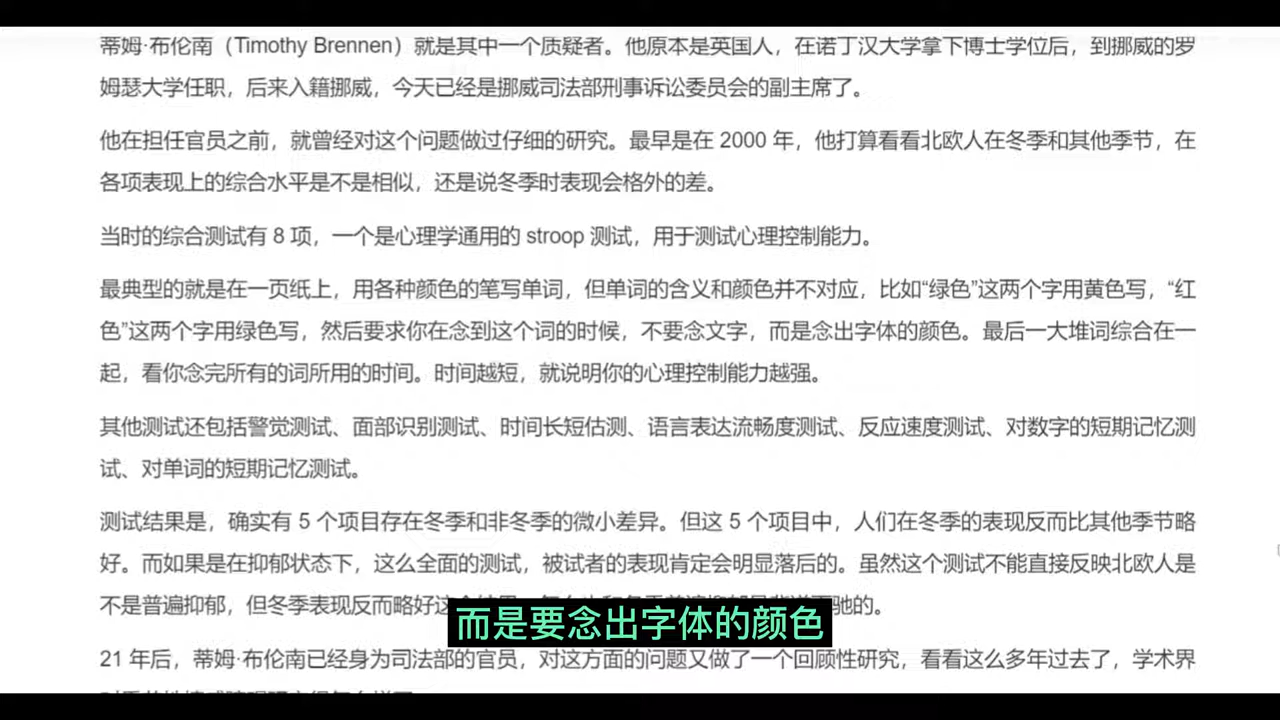 蒂姆·布伦南（Timothy Brennen）就是其中一个质疑者。他原本是英国人，在诺丁汉大学拿下博士学位后，到挪威的罗
姆瑟大学任职，后来入籍挪威，今天已经是挪威司法部刑事诉讼委员会的副主席了。
他在担任官员之前，就曾经对这个问题做过仔细的研究。最早是在 2000 年，他打算看看北欧人在冬季和其他季节，在
各项表现上的综合水平是不是相似，还是说冬季时表现会格外的差。
当时的综合测试有 8 项，一个是心理学通用的 stroop 测试，用于测试心理控制能力。
最典型的就是在一页纸上，用各种颜色的笔写单词，但单词的含义和颜色并不对应，比如“绿色”这两个字用黄色写，“红
色”这两个字用绿色写，然后要求你在念到这个词的时候，不要念文字，而是念出字体的颜色。最后一大堆词综合在一
起，看你念完所有的词所用的时间。时间越短，就说明你的心理控制能力越强。
其他测试还包括警觉测试、面部识别测试、时间长短估测、语言表达流畅度测试、反应速度测试、对数字的短期记忆测
试、对单词的短期记忆测试。
测试结果是，确实有 5 个项目存在冬季和非冬季的微小差异。但这 5 个项目中，人们在冬季的表现反而比其他季节略
好。而如果是在抑郁状态下，这么全面的测试，被试者的表现肯定会明显落后的。虽然这个测试不能直接反映北欧人是
不是普遍抑郁，但冬季表现反而略好 的。
而是要念出字体的颜色
21 年后，蒂姆·布伦南已经身为司法部的官员，对这方面的问题又做了一个回顾性研究，看看这么多年过去了，学术界